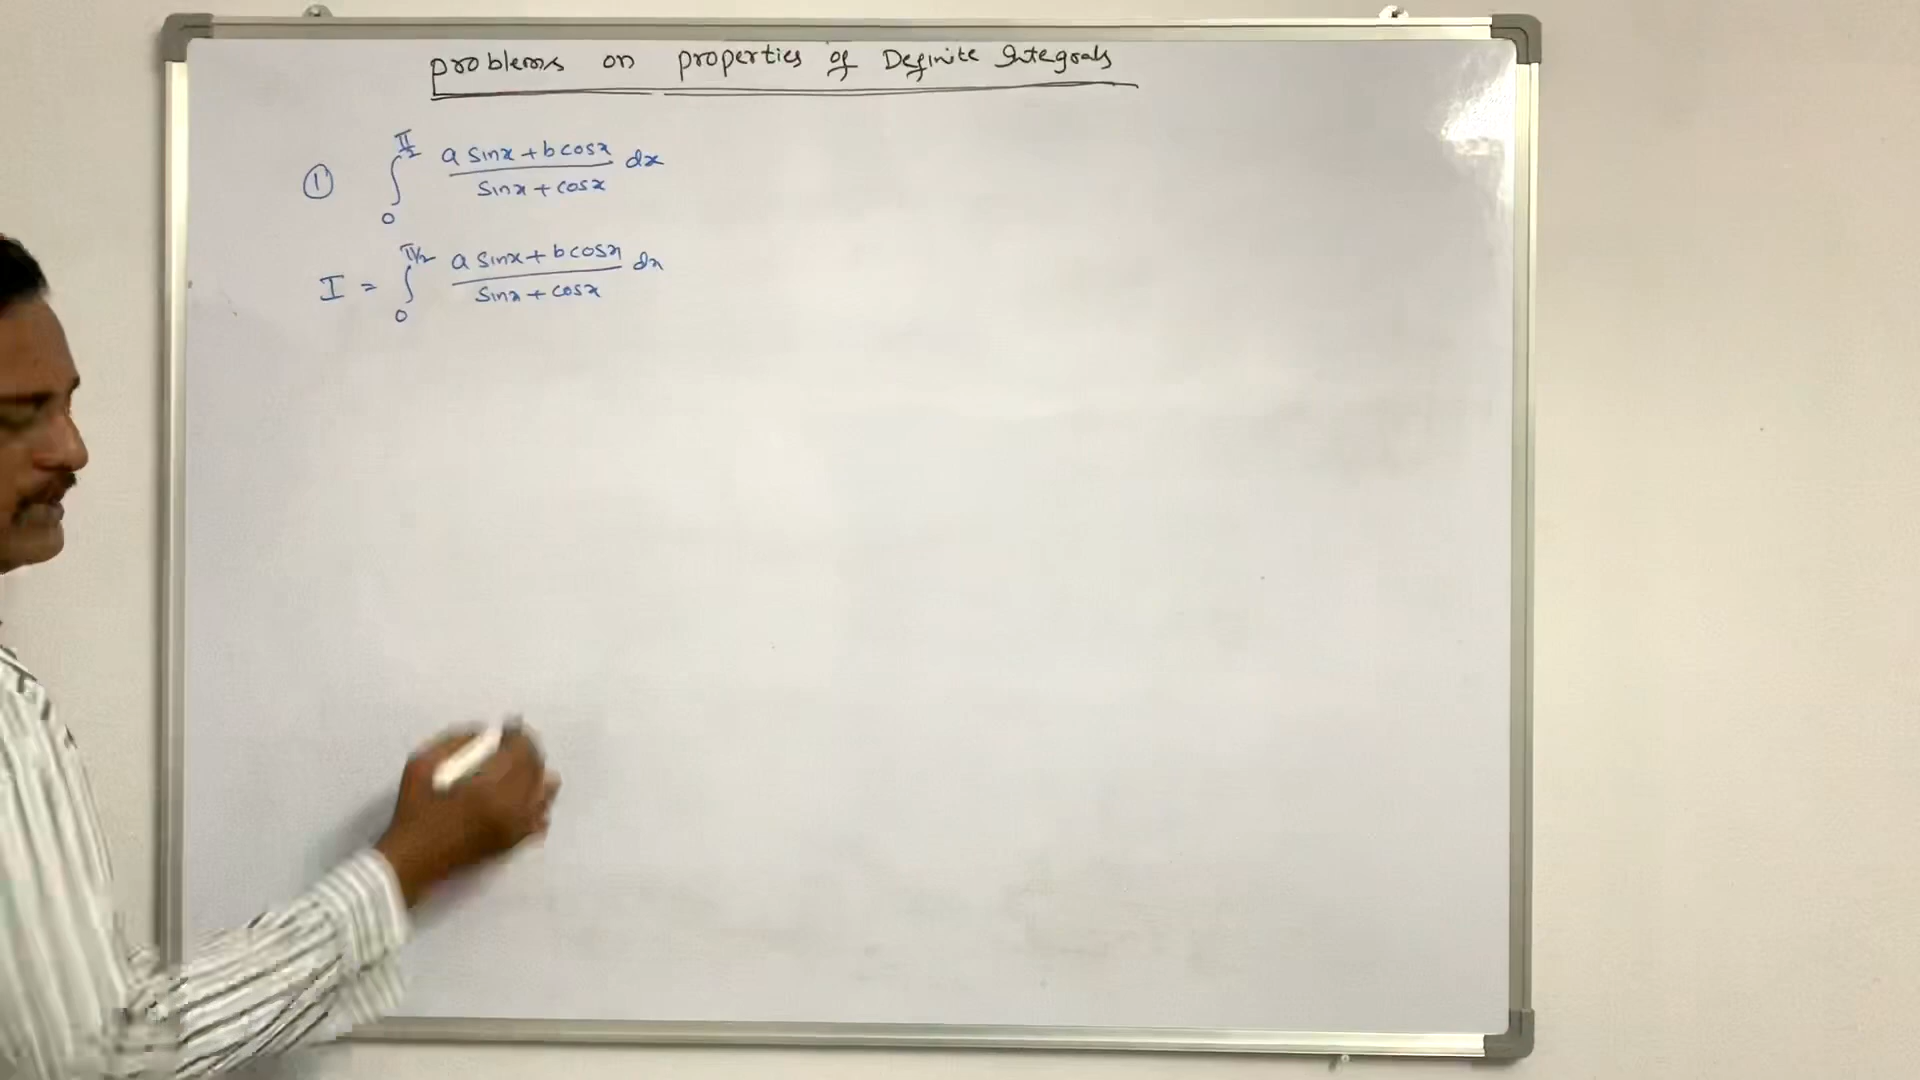 problems on properties of Definite Integrals
① ∫₀^{π/2} (a sinx + b cosx)/(sinx + cosx) dx
I = ∫₀^{π/2} (a sinx + b cosx)/(sinx + cosx) dx